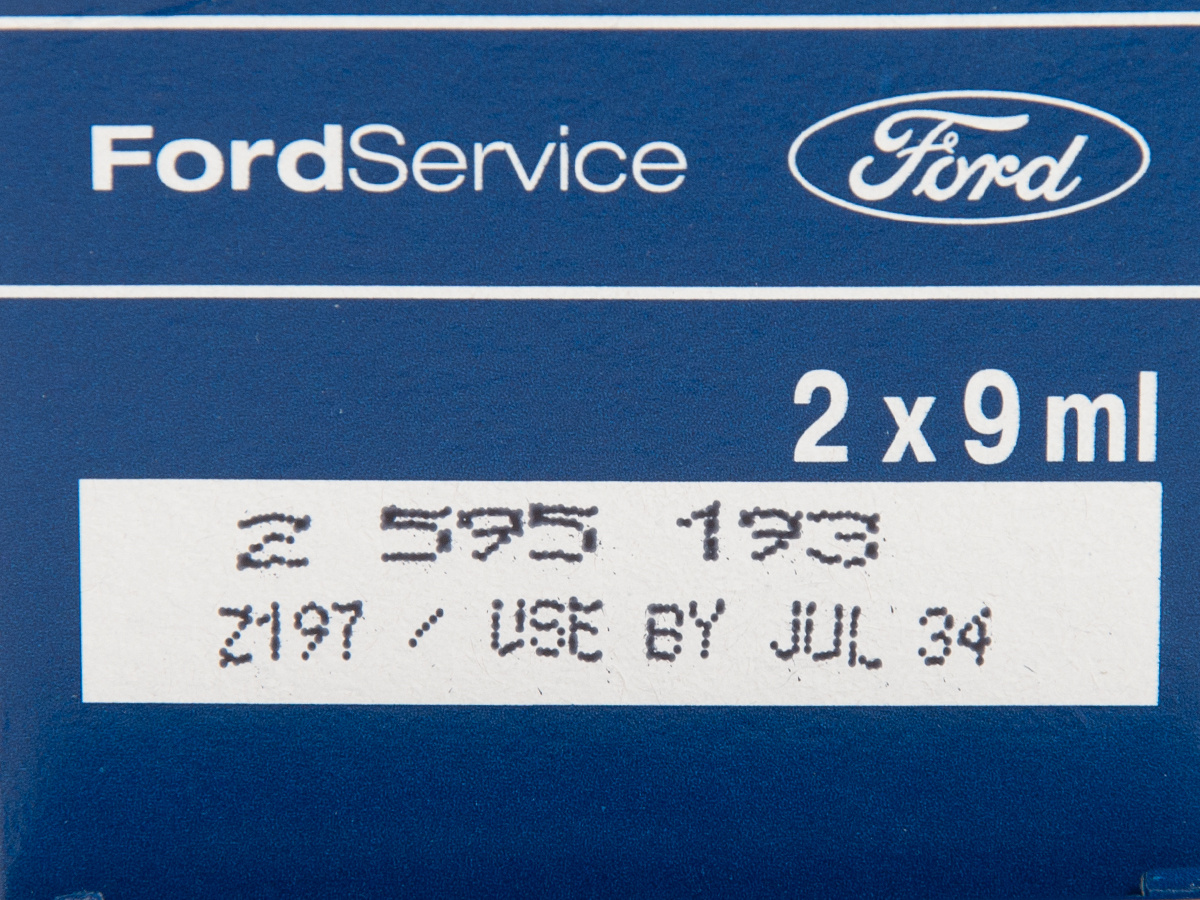 FordService Ford
2 x 9 ml
2 595 193
Z197 / USE BY JUL 34